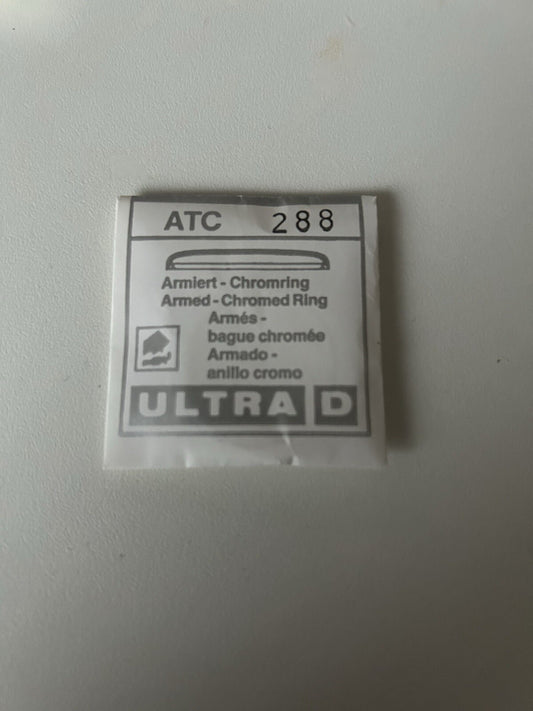 ATC 288
Armiert - Chromring
Armed - Chromed Ring
Armés -
bague chromée
Armado -
anillo cromo
ULTRA D